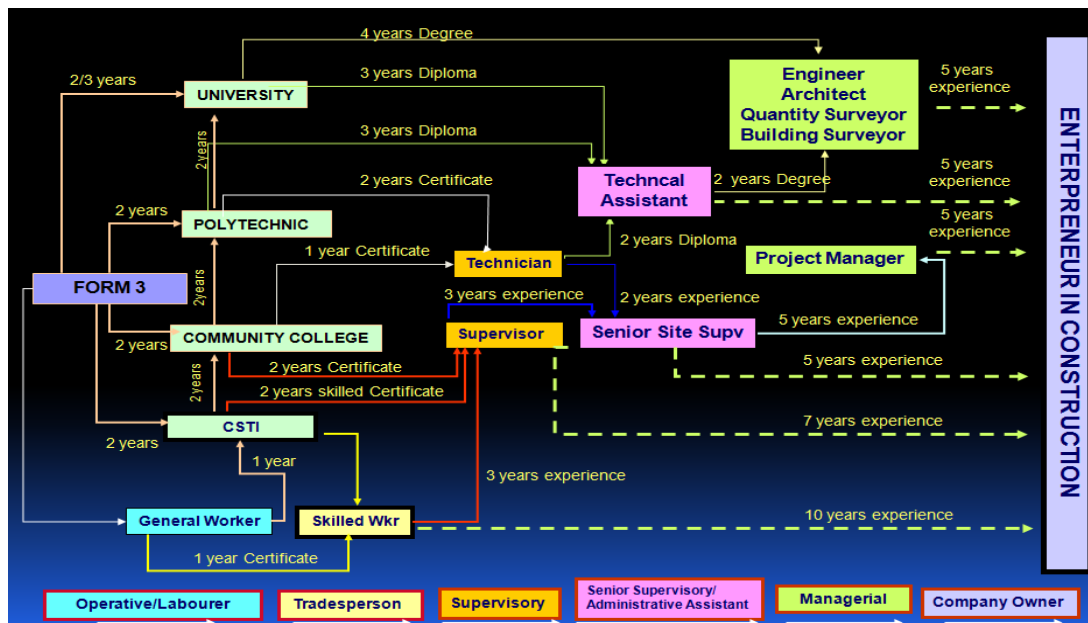 4 years Degree
2/3 years
3 years Diploma
UNIVERSITY
Engineer
Architect
Quantity Surveyor
Building Surveyor
5 years
experience
3 years Diploma
2 years
2 years Certificate
Techncal
Assistant
2 years Degree
5 years
experience
2 years
POLYTECHNIC
5 years
experience
2 years Diploma
1 year Certificate
Technician
Project Manager
FORM 3
2years
3 years experience
2 years experience
COMMUNITY COLLEGE
Supervisor
Senior Site Supv
5 years experience
2 years
2 years Certificate
5 years experience
2 years
2 years skilled Certificate
CSTI
7 years experience
2 years
1 year
3 years experience
General Worker
Skilled Wkr
10 years experience
1 year Certificate
ENTERPRENEUR IN CONSTRUCTION
Operative/Labourer
Tradesperson
Supervisory
Senior Supervisory/
Administrative Assistant
Managerial
Company Owner